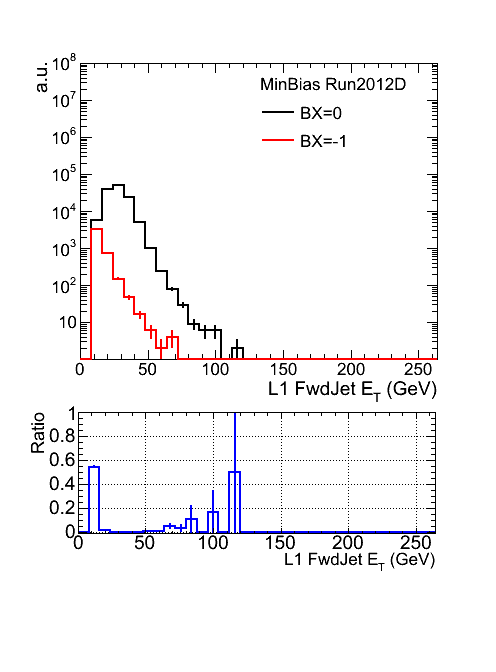 a.u.
10^8
10^7
10^6
10^5
10^4
10^3
10^2
10
MinBias Run2012D
BX=0
BX=-1
0 50 100 150 200 250
L1 FwdJet E_T (GeV)
Ratio
1
0.8
0.6
0.4
0.2
0
0 50 100 150 200 250
L1 FwdJet E_T (GeV)